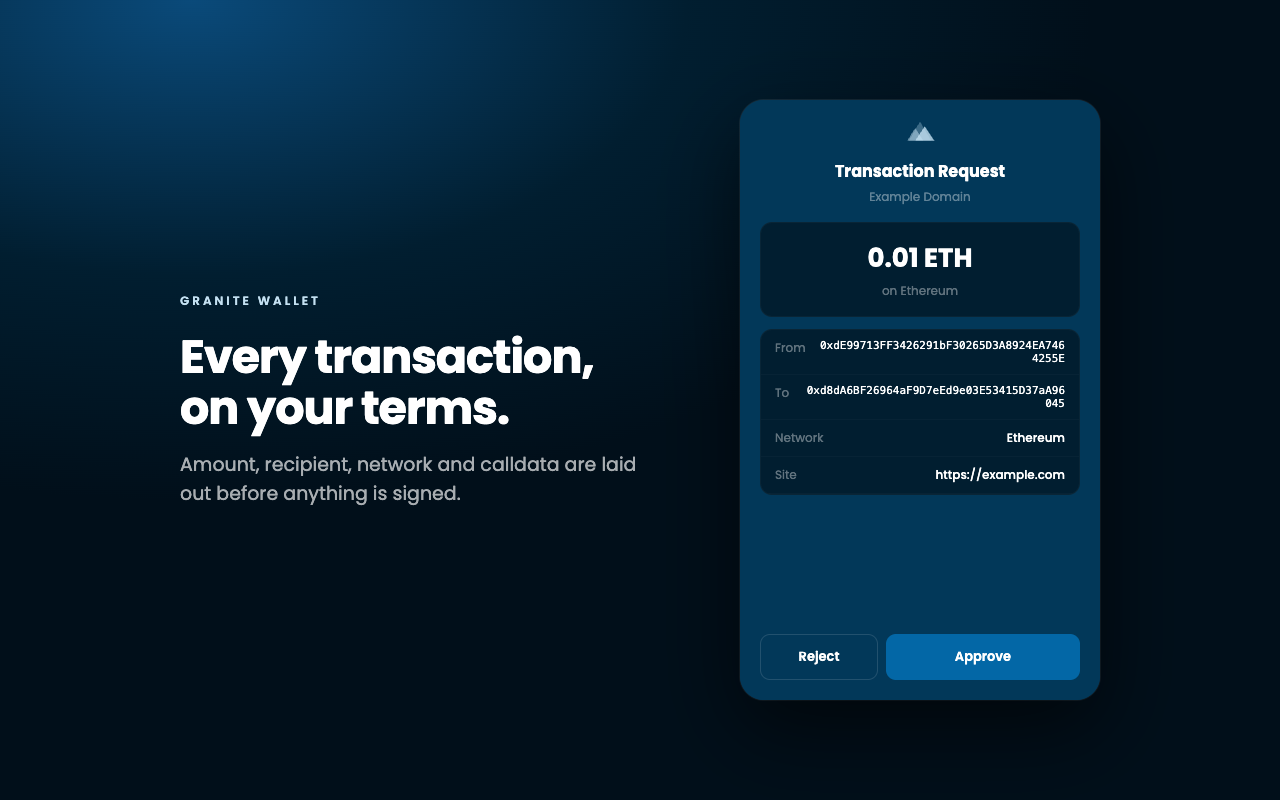 GRANITE WALLET
Every transaction,
on your terms.
Amount, recipient, network and calldata are laid
out before anything is signed.
Transaction Request
Example Domain
0.01 ETH
on Ethereum
From 0xdE99713FF3426291bF30265D3A8924EA746
4255E
To 0xd8dA6BF26964aF9D7eEd9e03E53415D37aA96
045
Network Ethereum
Site https://example.com
Reject Approve